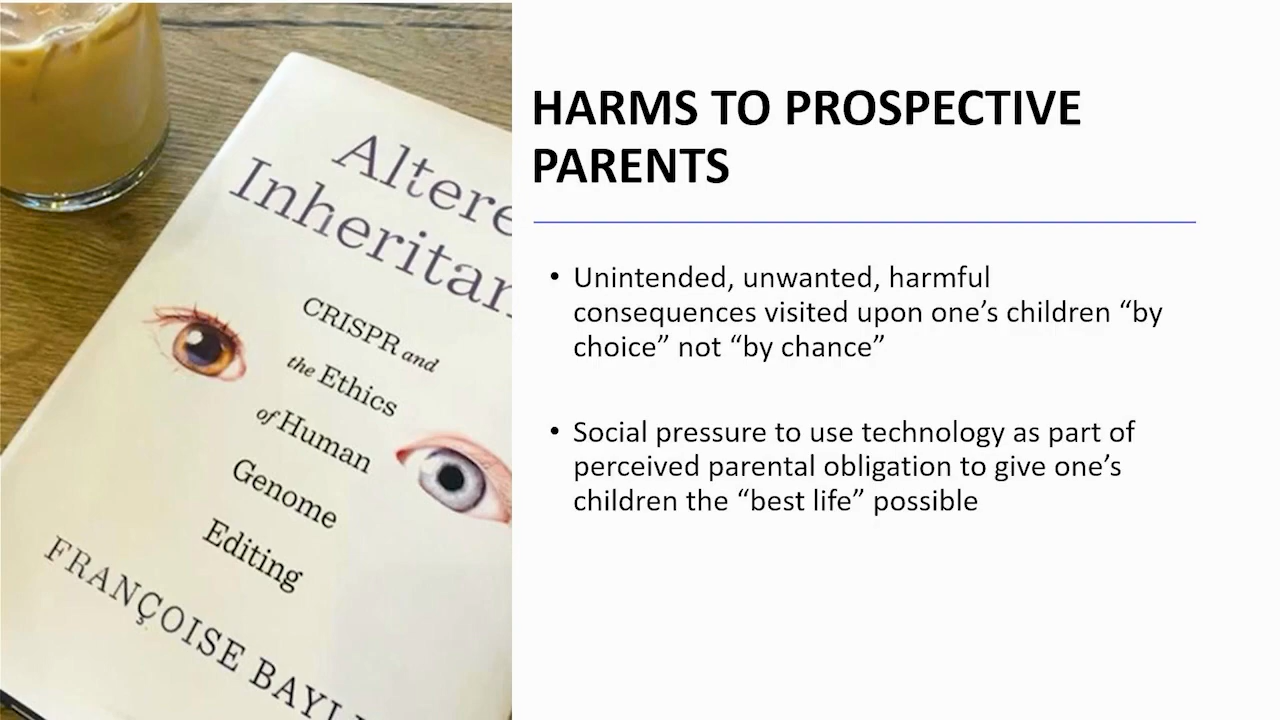 Altere
Inheritan
CRISPR and
the Ethics
of Human
Genome
Editing
FRANÇOISE BAYL
HARMS TO PROSPECTIVE
PARENTS
• Unintended, unwanted, harmful
consequences visited upon one’s children “by
choice” not “by chance”
• Social pressure to use technology as part of
perceived parental obligation to give one’s
children the “best life” possible